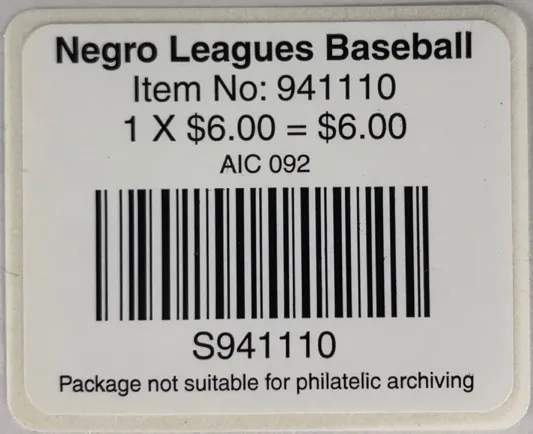 Negro Leagues Baseball
Item No: 941110
1 X $6.00 = $6.00
AIC 092
S941110
Package not suitable for philatelic archiving